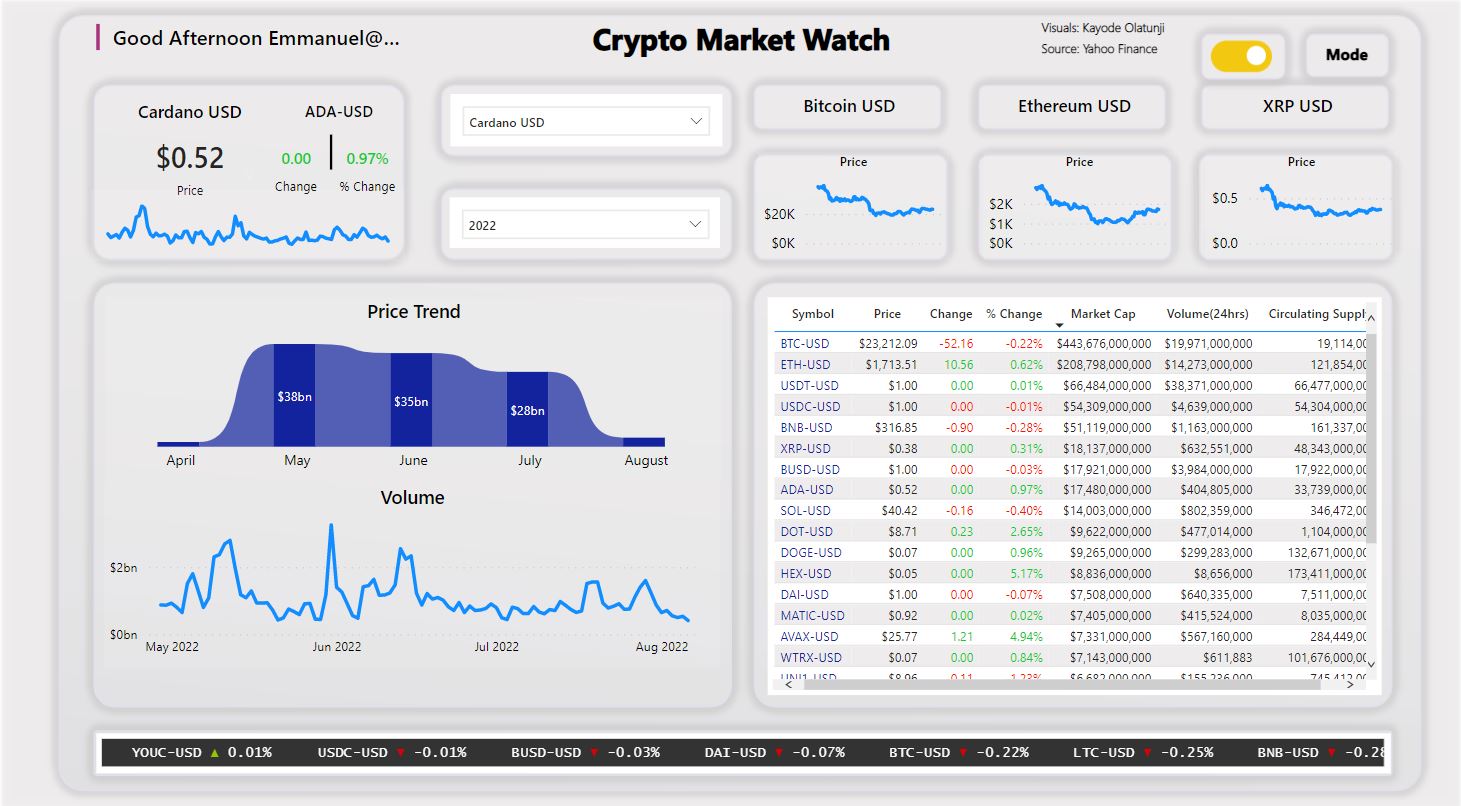 Good Afternoon Emmanuel@...
Crypto Market Watch
Visuals: Kayode Olatunji
Source: Yahoo Finance
Mode
Cardano USD ADA-USD
$0.52 0.00 0.97%
Price Change % Change
Cardano USD
2022
Bitcoin USD
Price
$20K
$0K
Ethereum USD
Price
$2K
$1K
$0K
XRP USD
Price
$0.5
$0.0
Price Trend
$38bn $35bn $28bn
April May June July August
Volume
$2bn
$0bn
May 2022 Jun 2022 Jul 2022 Aug 2022
Symbol Price Change % Change Market Cap Volume(24hrs) Circulating Suppl
BTC-USD $23,212.09 -52.16 -0.22% $443,676,000,000 $19,971,000,000 19,114,00
ETH-USD $1,713.51 10.56 0.62% $208,798,000,000 $14,273,000,000 121,854,00
USDT-USD $1.00 0.00 0.01% $66,484,000,000 $38,371,000,000 66,477,000,00
USDC-USD $1.00 0.00 -0.01% $54,309,000,000 $4,639,000,000 54,304,000,00
BNB-USD $316.85 -0.90 -0.28% $51,119,000,000 $1,163,000,000 161,337,00
XRP-USD $0.38 0.00 0.31% $18,137,000,000 $632,551,000 48,343,000,00
BUSD-USD $1.00 0.00 -0.03% $17,921,000,000 $3,984,000,000 17,922,000,00
ADA-USD $0.52 0.00 0.97% $17,480,000,000 $404,805,000 33,739,000,00
SOL-USD $40.42 -0.16 -0.40% $14,003,000,000 $802,359,000 346,472,00
DOT-USD $8.71 0.23 2.65% $9,622,000,000 $477,014,000 1,104,000,00
DOGE-USD $0.07 0.00 0.96% $9,265,000,000 $299,283,000 132,671,000,00
HEX-USD $0.05 0.00 5.17% $8,836,000,000 $8,656,000 173,411,000,00
DAI-USD $1.00 0.00 -0.07% $7,508,000,000 $640,335,000 7,511,000,00
MATIC-USD $0.92 0.00 0.02% $7,405,000,000 $415,524,000 8,035,000,00
AVAX-USD $25.77 1.21 4.94% $7,331,000,000 $567,160,000 284,449,00
WTRX-USD $0.07 0.00 0.84% $7,143,000,000 $611,883 101,676,000,00
YOUC-USD ▲ 0.01% USDC-USD ▼ -0.01% BUSD-USD ▼ -0.03% DAI-USD ▼ -0.07% BTC-USD ▼ -0.22% LTC-USD ▼ -0.25% BNB-USD ▼ -0.28